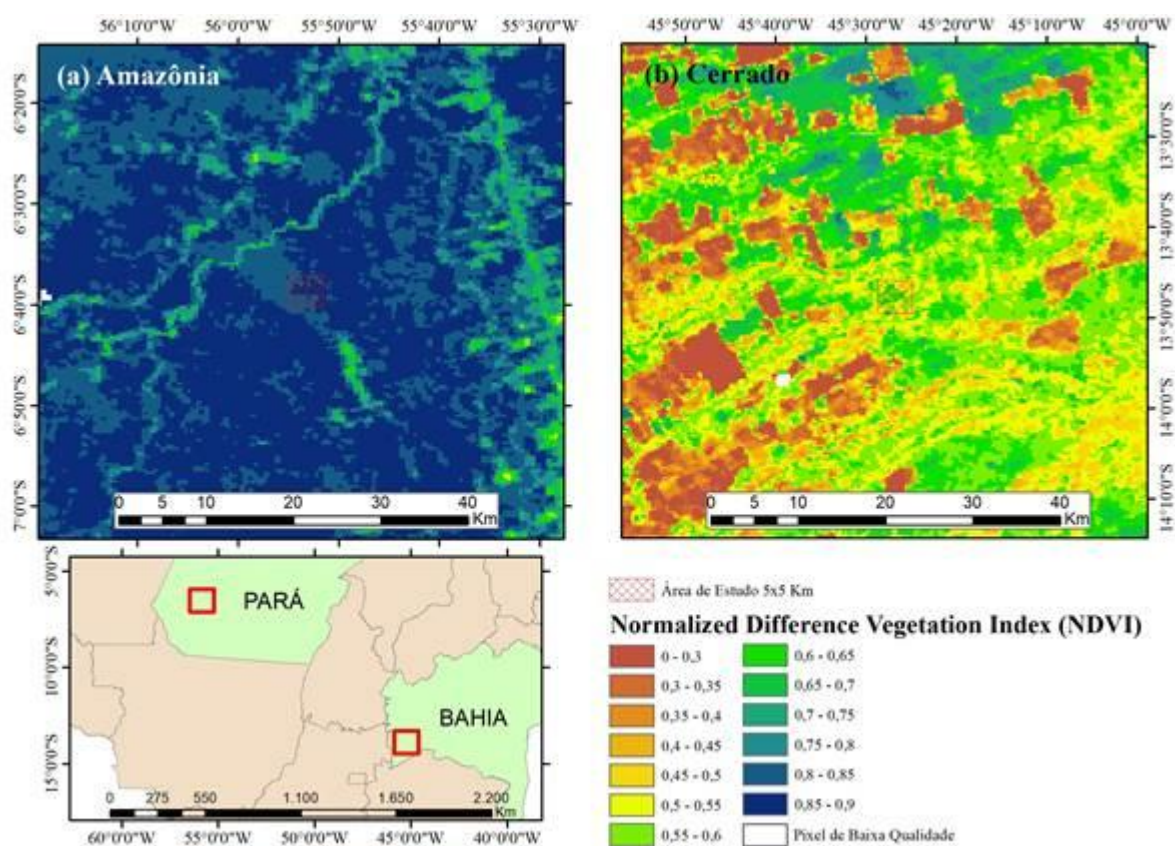 56°10'0"W 56°0'0"W 55°50'0"W 55°40'0"W 55°30'0"W
(a) Amazônia
6°20'0"S
6°30'0"S
6°40'0"S
6°50'0"S
7°0'0"S
0 5 10 20 30 40
Km
45°50'0"W 45°40'0"W 45°30'0"W 45°20'0"W 45°10'0"W 45°0'0"W
(b) Cerrado
13°30'0"S
13°40'0"S
13°50'0"S
14°0'0"S
14°10'0"S
0 5 10 20 30 40
Km
5°0'0"S
10°0'0"S
15°0'0"S
PARÁ
BAHIA
0 275 550 1.100 1.650 2.200
Km
60°0'0"W 55°0'0"W 50°0'0"W 45°0'0"W 40°0'0"W
Área de Estudo 5x5 Km
Normalized Difference Vegetation Index (NDVI)
0 - 0,3
0,3 - 0,35
0,35 - 0,4
0,4 - 0,45
0,45 - 0,5
0,5 - 0,55
0,55 - 0,6
0,6 - 0,65
0,65 - 0,7
0,7 - 0,75
0,75 - 0,8
0,8 - 0,85
0,85 - 0,9
Pixel de Baixa Qualidade